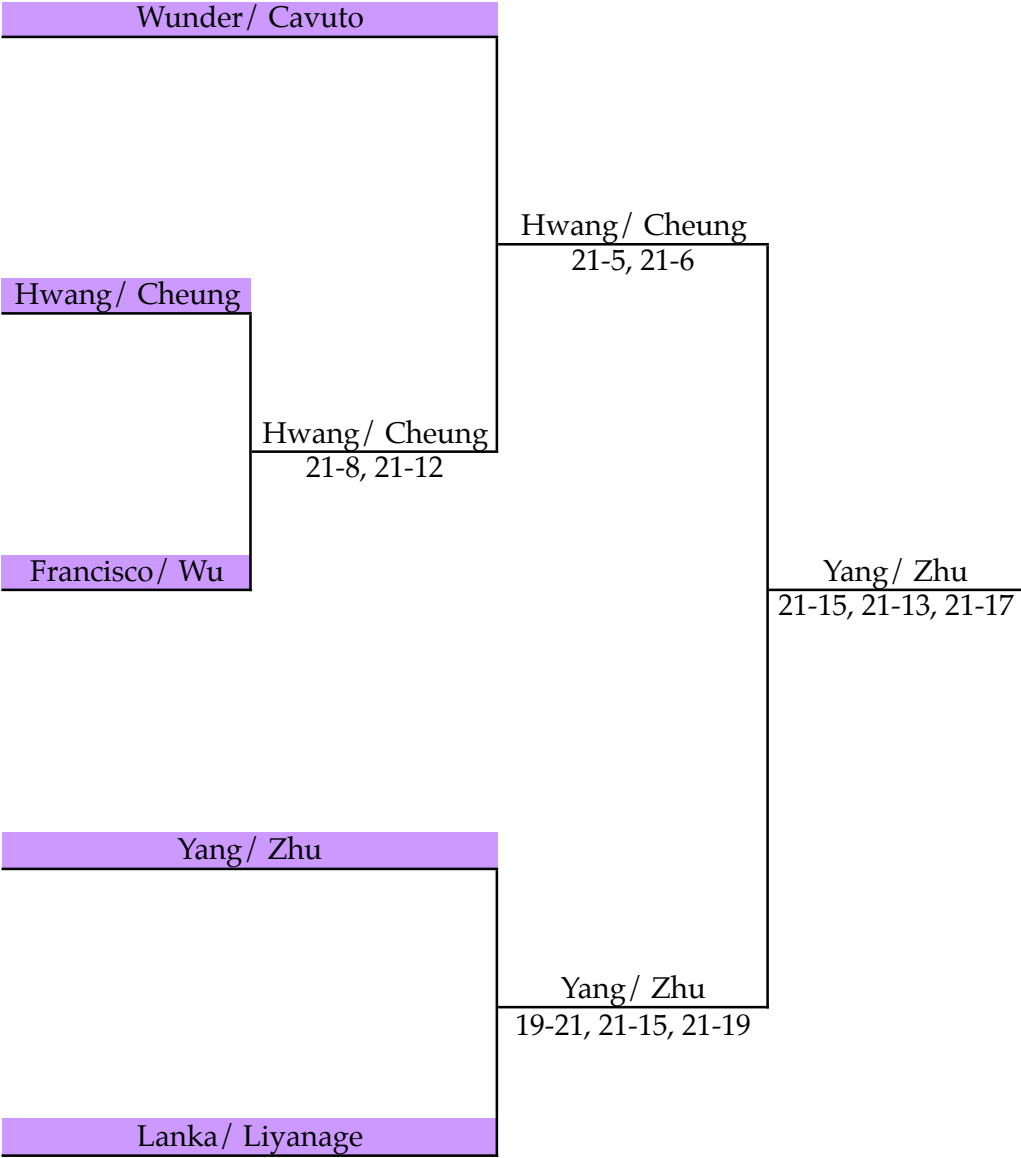 Wunder/ Cavuto
Hwang/ Cheung
21-5, 21-6
Hwang/ Cheung
Hwang/ Cheung
21-8, 21-12
Francisco/ Wu
Yang/ Zhu
21-15, 21-13, 21-17
Yang/ Zhu
Yang/ Zhu
19-21, 21-15, 21-19
Lanka/ Liyanage